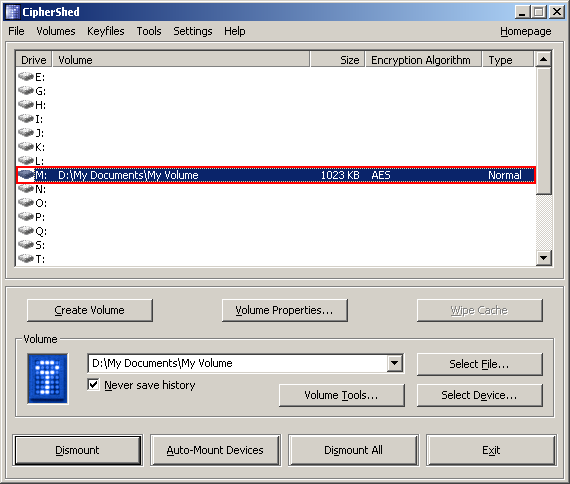 CipherShed
File Volumes Keyfiles Tools Settings Help Homepage
Drive Volume Size Encryption Algorithm Type
E:
G:
H:
I:
J:
K:
L:
M: D:\My Documents\My Volume 1023 KB AES Normal
N:
O:
P:
Q:
S:
T:
Create Volume Volume Properties... Wipe Cache
Volume
D:\My Documents\My Volume Select File...
Never save history
Volume Tools... Select Device...
Dismount Auto-Mount Devices Dismount All Exit